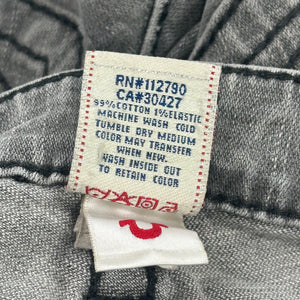 RN#112790
CA#30427
99%COTTON 1%ELASTIC
MACHINE WASH COLD
TUMBLE DRY MEDIUM
COLOR MAY TRANSFER
WHEN NEW.
WASH INSIDE OUT
TO RETAIN COLOR